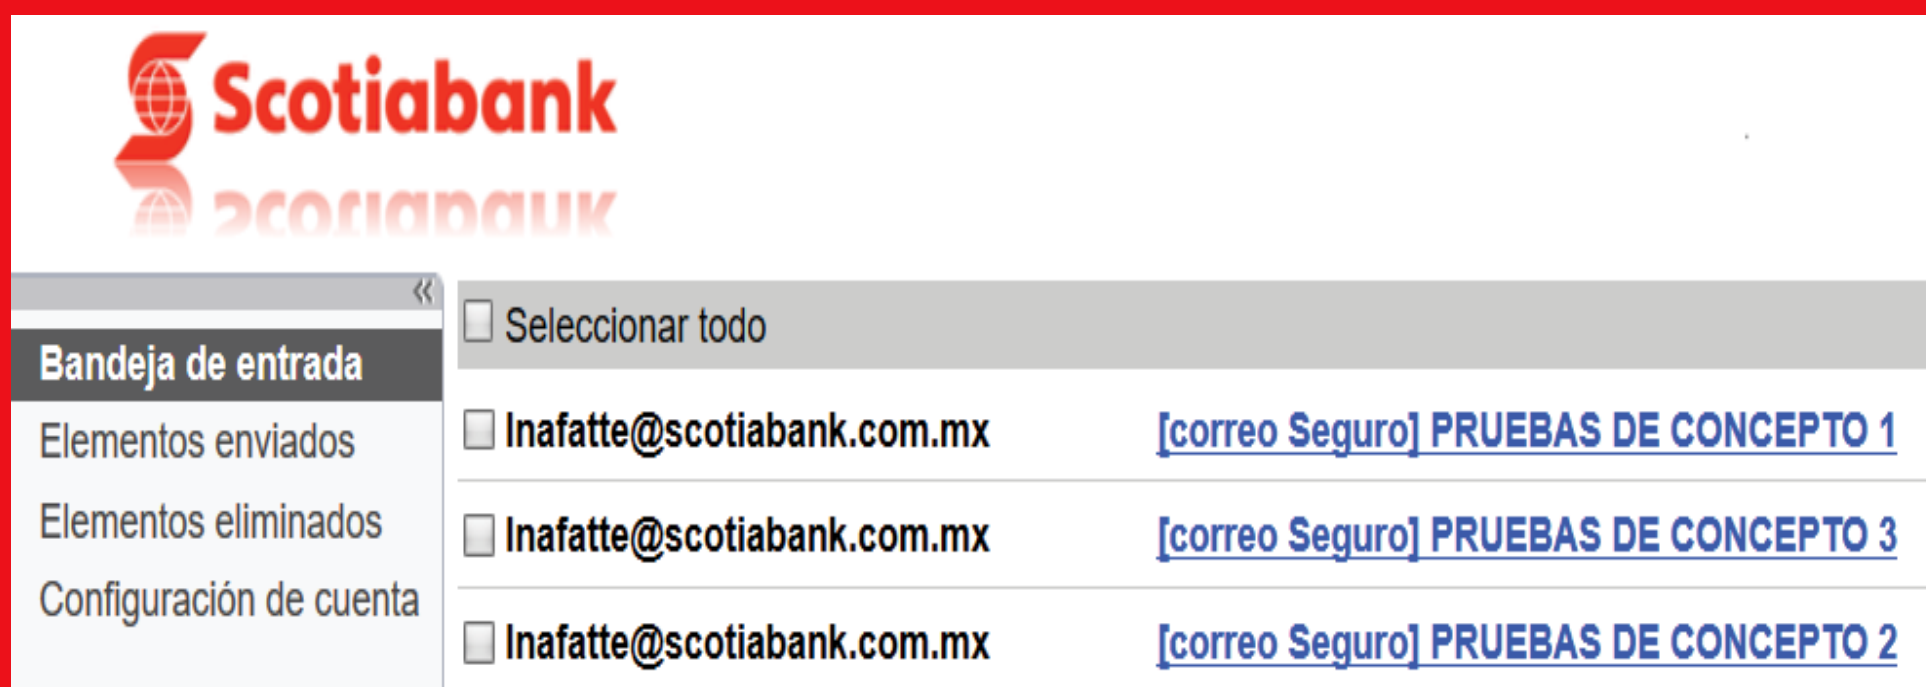 Scotiabank
«
Seleccionar todo
Bandeja de entrada
Elementos enviados
Elementos eliminados
Configuración de cuenta
lnafatte@scotiabank.com.mx [correo Seguro] PRUEBAS DE CONCEPTO 1
lnafatte@scotiabank.com.mx [correo Seguro] PRUEBAS DE CONCEPTO 3
lnafatte@scotiabank.com.mx [correo Seguro] PRUEBAS DE CONCEPTO 2